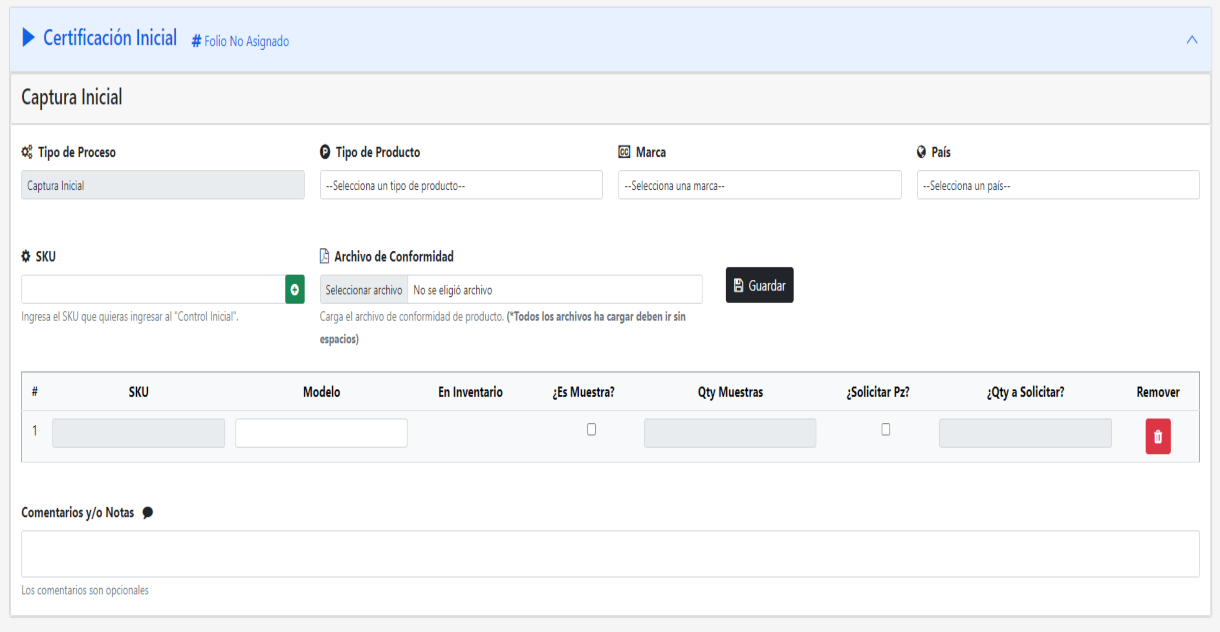 Certificación Inicial # Folio No Asignado
Captura Inicial
Tipo de Proceso Tipo de Producto Marca País
Captura Inicial --Selecciona un tipo de producto-- --Selecciona una marca-- --Selecciona un país--
SKU Archivo de Conformidad
Seleccionar archivo No se eligió archivo Guardar
Ingresa el SKU que quieras ingresar al "Control Inicial". Carga el archivo de conformidad de producto. (*Todos los archivos ha cargar deben ir sin
espacios)
# SKU Modelo En Inventario ¿Es Muestra? Qty Muestras ¿Solicitar Pz? ¿Qty a Solicitar? Remover
1
Comentarios y/o Notas
Los comentarios son opcionales